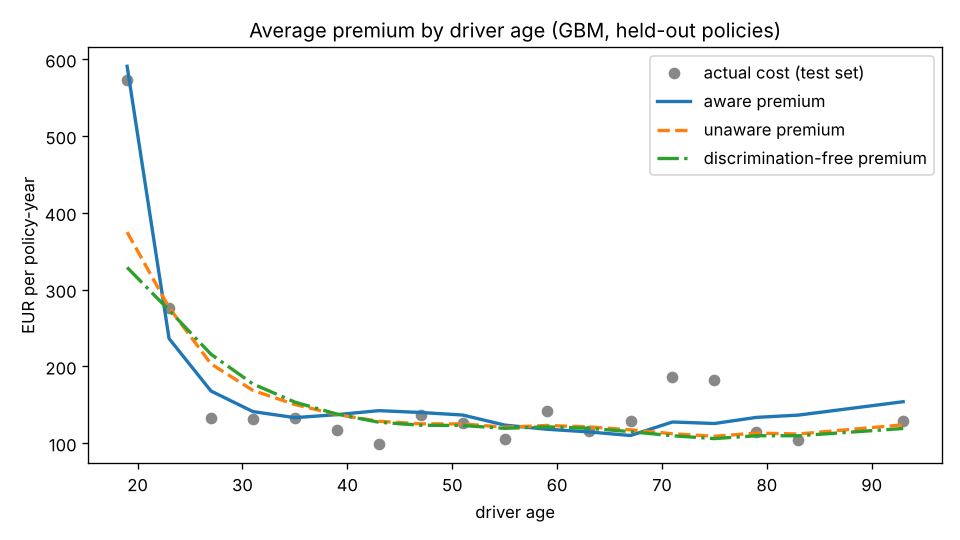 Average premium by driver age (GBM, held-out policies)
actual cost (test set)
aware premium
unaware premium
discrimination-free premium
EUR per policy-year
600
500
400
300
200
100
20 30 40 50 60 70 80 90
driver age